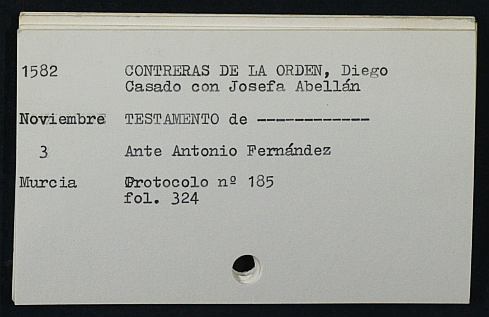 1582 CONTRERAS DE LA ORDEN, Diego
Casado con Josefa Abellán
Noviembre TESTAMENTO de ------------
3 Ante Antonio Fernández
Murcia Protocolo nº 185
fol. 324